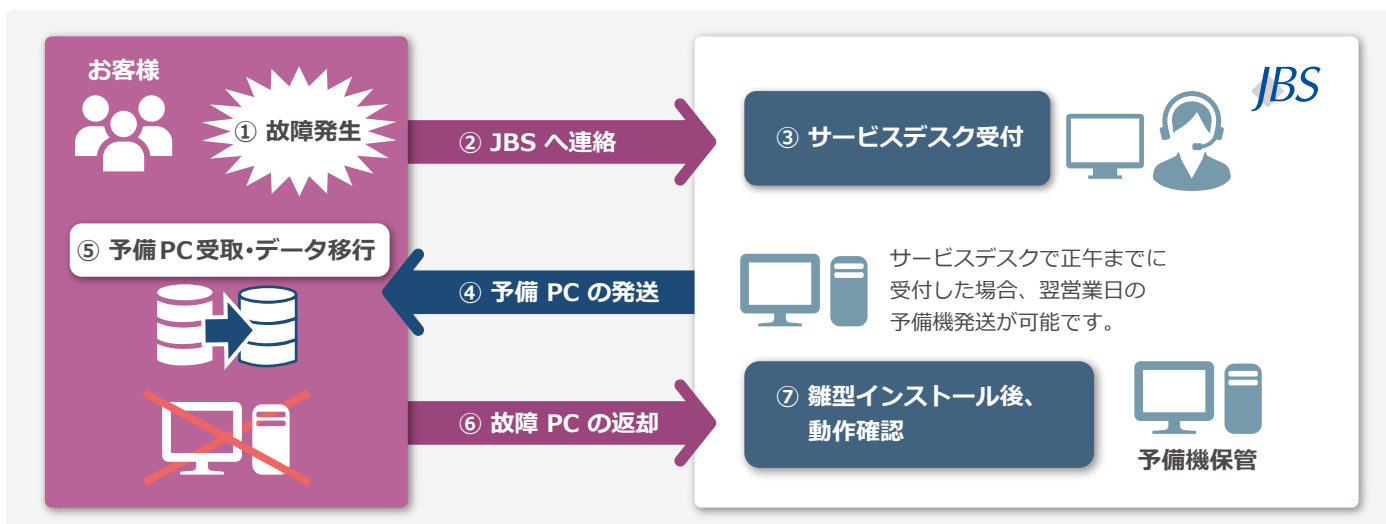 お客様
① 故障発生
② JBS へ連絡
③ サービスデスク受付
JBS
⑤ 予備PC受取・データ移行
④ 予備 PC の発送
サービスデスクで正午までに
受付した場合、翌営業日の
予備機発送が可能です。
⑥ 故障 PC の返却
⑦ 雛型インストール後、
動作確認
予備機保管